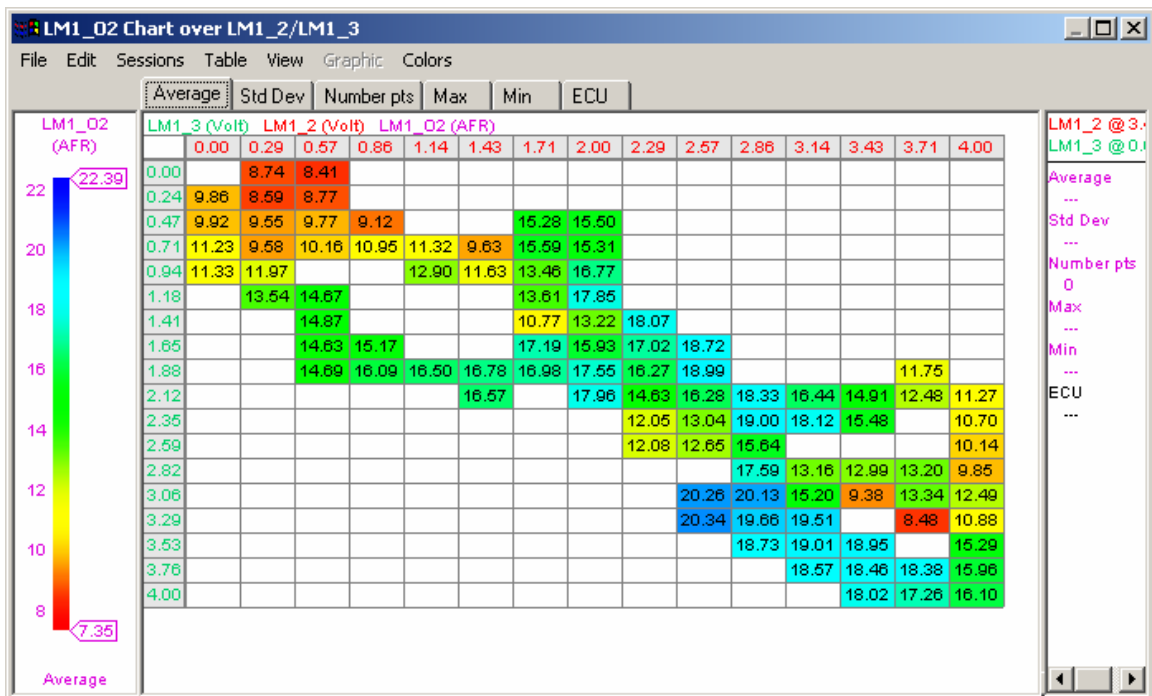 LM1_O2 Chart over LM1_2/LM1_3
File Edit Sessions Table View Graphic Colors
Average Std Dev Number pts Max Min ECU
LM1_O2
(AFR)
22.39
22
20
18
16
14
12
10
8
7.35
Average
LM1_3 (Volt) LM1_2 (Volt) LM1_O2 (AFR)
0.00 0.29 0.57 0.86 1.14 1.43 1.71 2.00 2.29 2.57 2.86 3.14 3.43 3.71 4.00
0.00 8.74 8.41
0.24 9.86 8.59 8.77
0.47 9.92 9.55 9.77 9.12 15.28 15.50
0.71 11.23 9.58 10.16 10.95 11.32 9.63 15.59 15.31
0.94 11.33 11.97 12.90 11.63 13.46 16.77
1.18 13.54 14.67 13.61 17.85
1.41 14.87 10.77 13.22 18.07
1.65 14.63 15.17 17.19 15.93 17.02 18.72
1.88 14.69 16.09 16.50 16.78 16.98 17.55 16.27 18.99 11.75
2.12 16.57 17.96 14.63 16.28 18.33 16.44 14.91 12.48 11.27
2.35 12.05 13.04 19.00 18.12 15.48 10.70
2.59 12.08 12.65 15.64 10.14
2.82 17.59 13.16 12.99 13.20 9.85
3.06 20.26 20.13 15.20 9.38 13.34 12.49
3.29 20.34 19.66 19.51 8.48 10.88
3.53 18.73 19.01 18.95 15.29
3.76 18.57 18.46 18.38 15.96
4.00 18.02 17.26 16.10
LM1_2 @ 3.
LM1_3 @ 0.
Average
---
Std Dev
---
Number pts
0
Max
---
Min
---
ECU
---